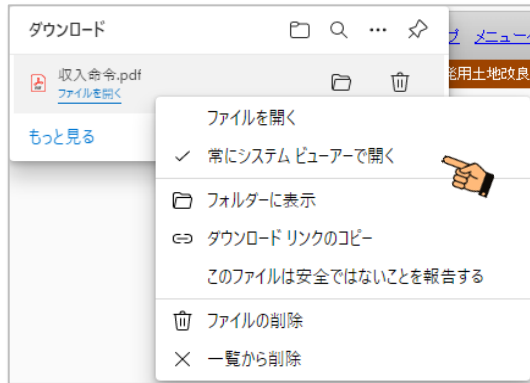 ダウンロード
プ メニューへ
発用土地改良
収入命令.pdf
ファイルを開く
もっと見る
ファイルを開く
常にシステム ビューアーで開く
フォルダーに表示
ダウンロード リンクのコピー
このファイルは安全ではないことを報告する
ファイルの削除
一覧から削除